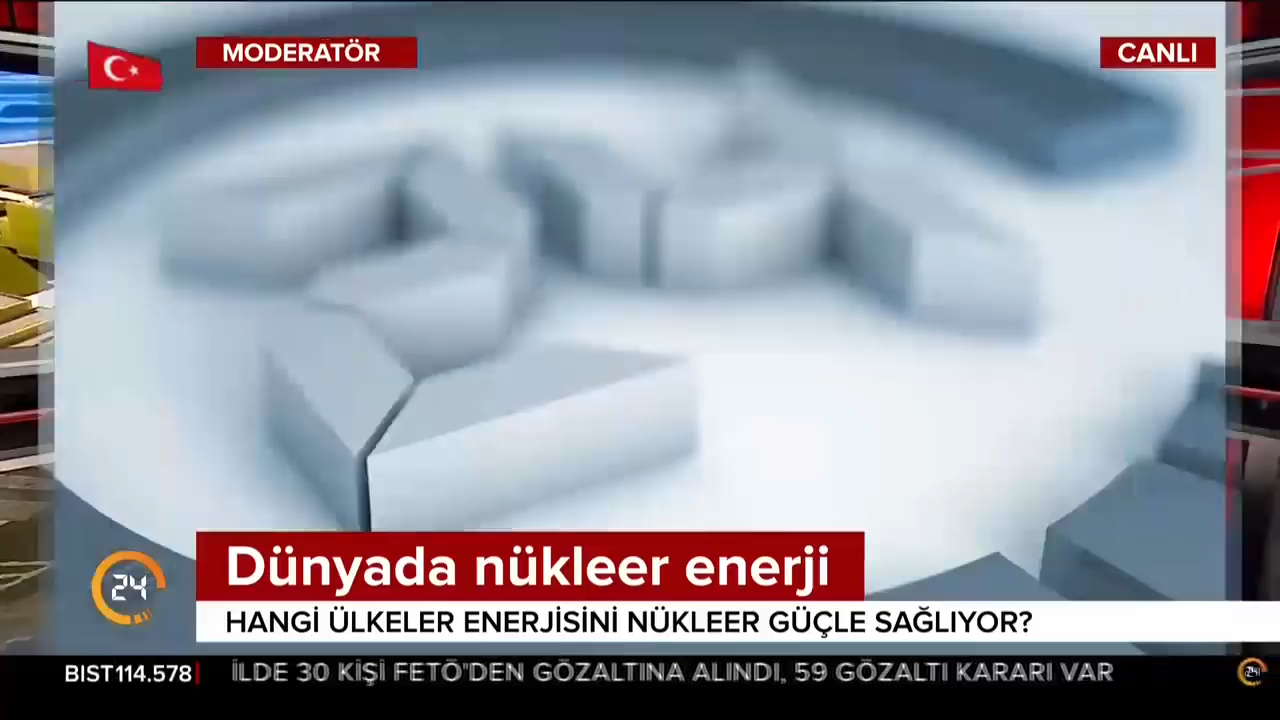 MODERATÖR
CANLI
Dünyada nükleer enerji
24
HANGİ ÜLKELER ENERJİSİNİ NÜKLEER GÜÇLE SAĞLIYOR?
BIST114.578
İLDE 30 KİŞİ FETÖ"DEN GÖZALTINA ALINDI, 59 GÖZALTI KARARI VAR
24